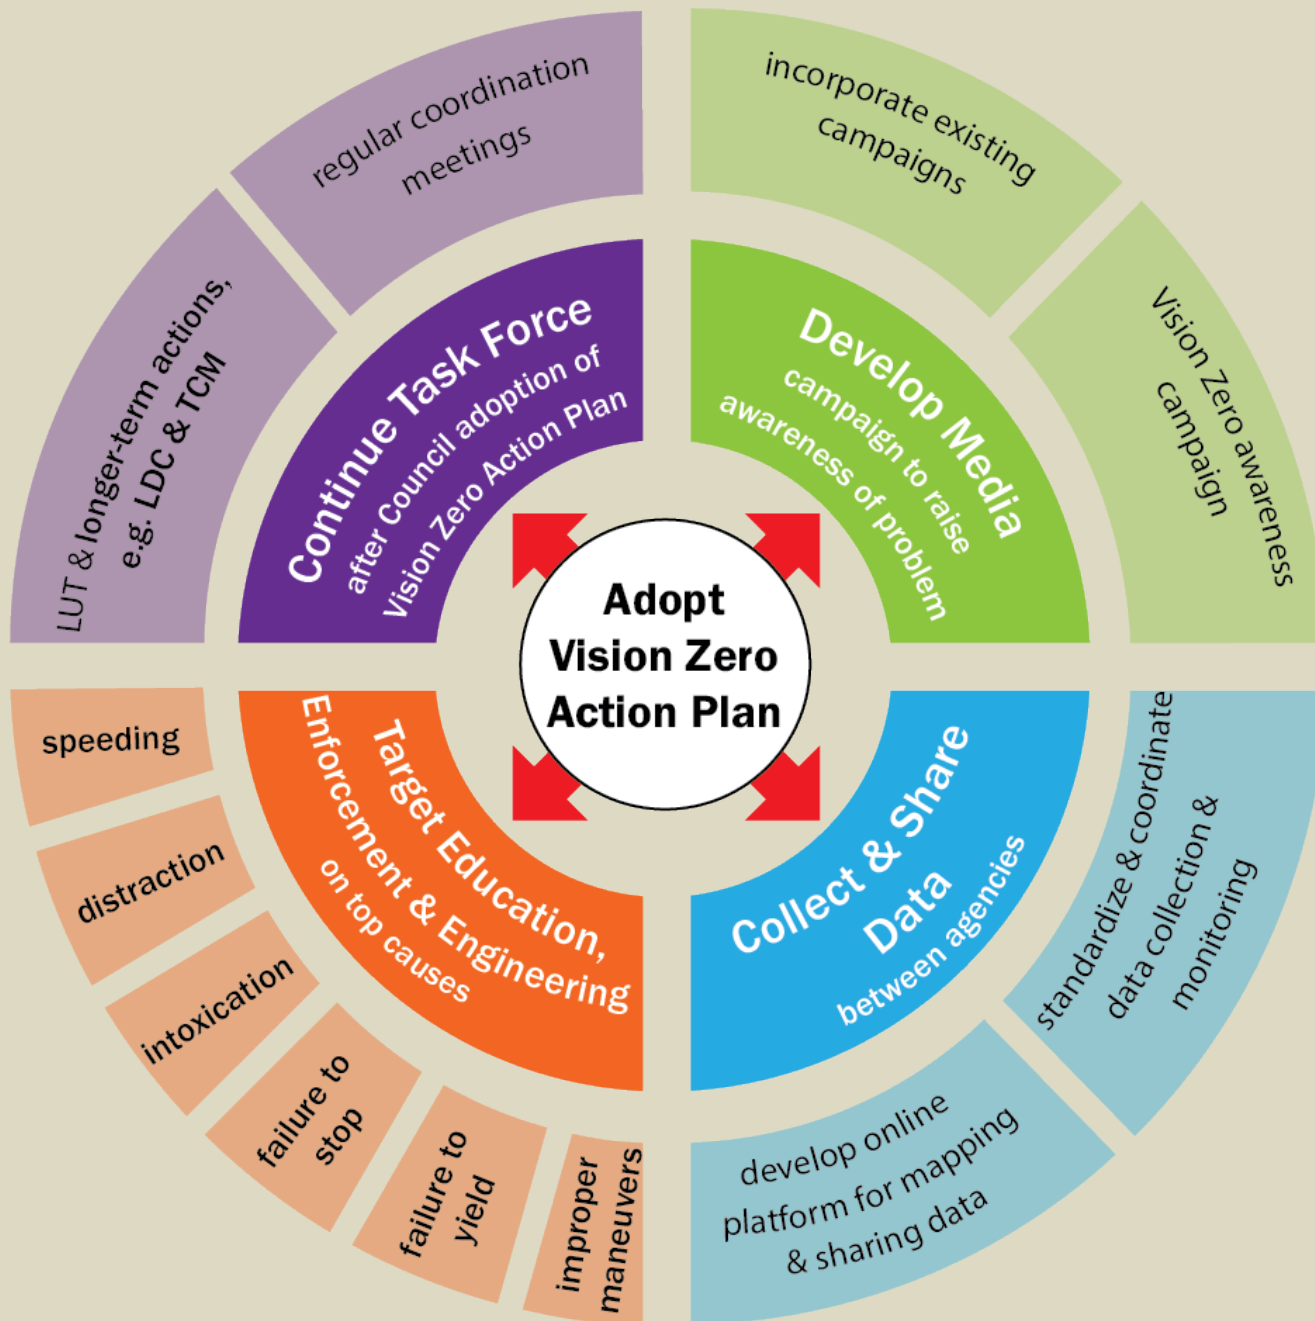 regular coordination
meetings
LUT & longer-term actions,
e.g. LDC & TCM
Continue Task Force
after Council adoption of
Vision Zero Action Plan
incorporate existing
campaigns
Vision Zero awareness
campaign
Develop Media
campaign to raise
awareness of problem
Adopt
Vision Zero
Action Plan
Target Education,
Enforcement & Engineering
on top causes
speeding
distraction
intoxication
failure to
stop
failure to
yield
improper
maneuvers
Collect & Share
Data
between agencies
standardize & coordinate
data collection &
monitoring
develop online
platform for mapping
& sharing data